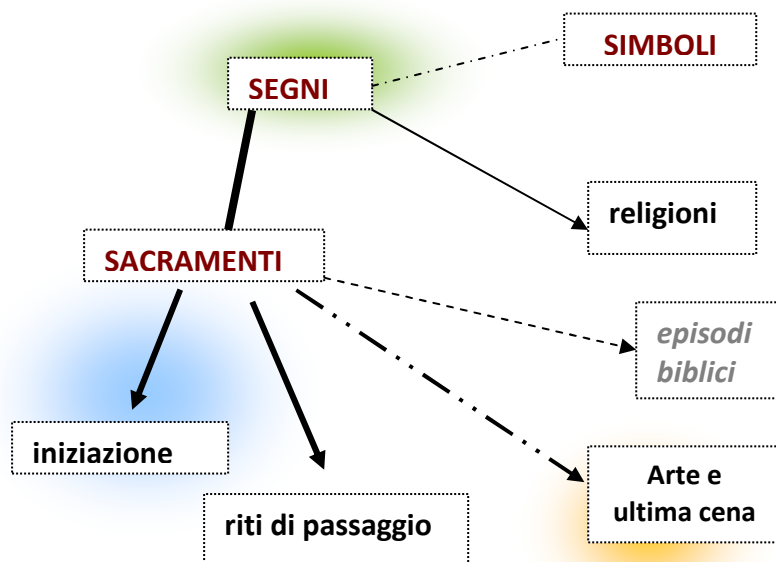 SIMBOLI
SEGNI
religioni
SACRAMENTI
episodi
biblici
iniziazione
Arte e
ultima cena
riti di passaggio